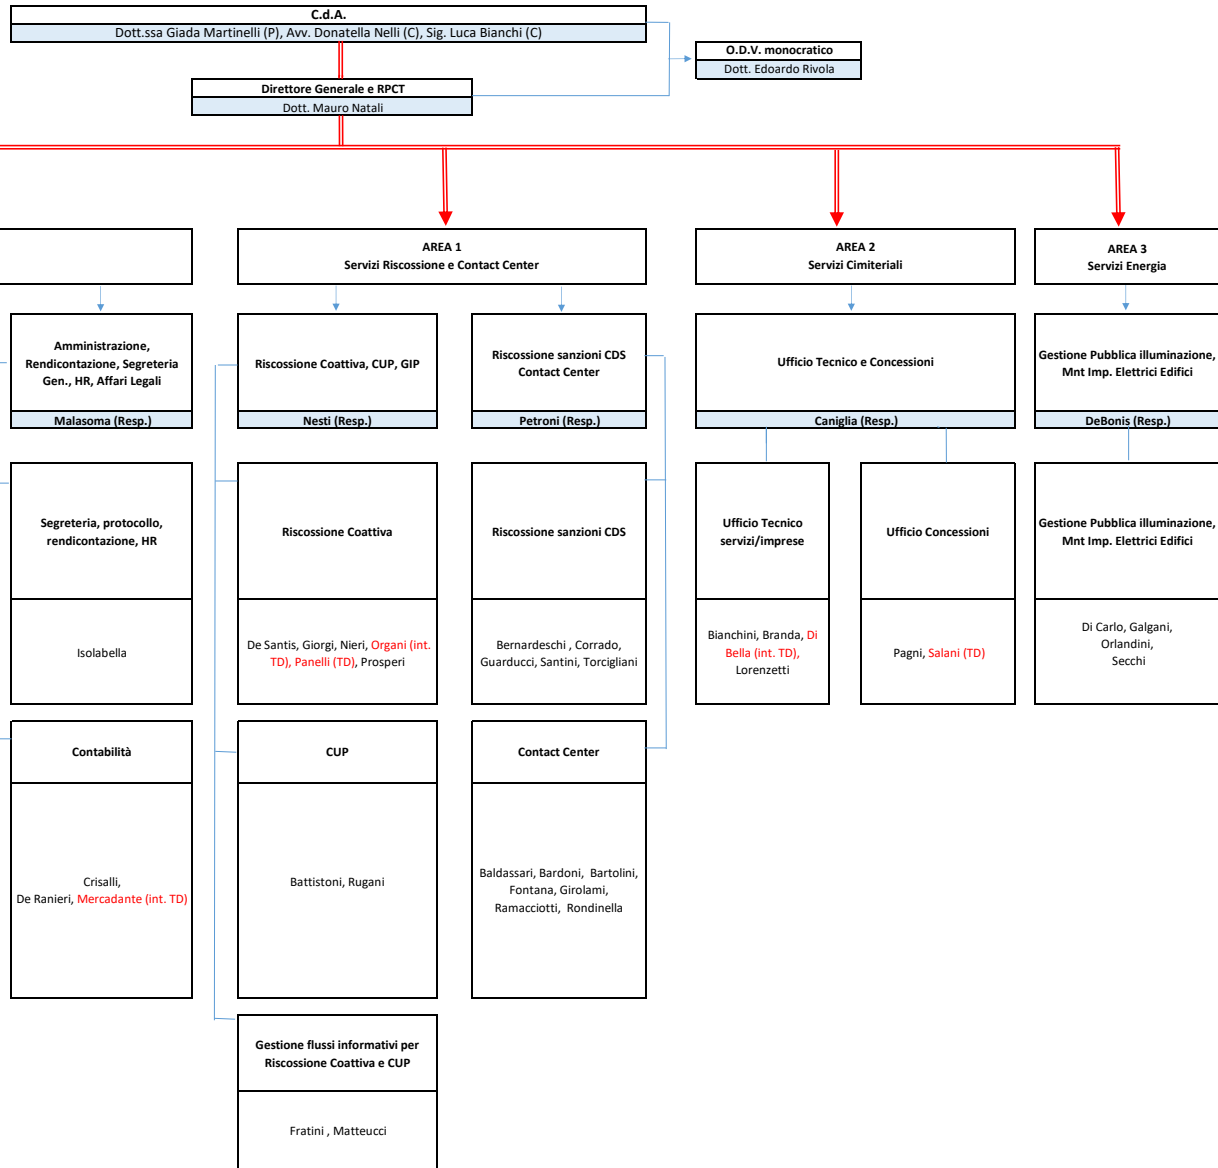 C.d.A.
Dott.ssa Giada Martinelli (P), Avv. Donatella Nelli (C), Sig. Luca Bianchi (C)
O.D.V. monocratico
Dott. Edoardo Rivola
Direttore Generale e RPCT
Dott. Mauro Natali
AREA 1
Servizi Riscossione e Contact Center
AREA 2
Servizi Cimiteriali
AREA 3
Servizi Energia
Amministrazione,
Rendicontazione, Segreteria
Gen., HR, Affari Legali
Malasoma (Resp.)
Riscossione Coattiva, CUP, GIP
Nesti (Resp.)
Riscossione sanzioni CDS
Contact Center
Petroni (Resp.)
Ufficio Tecnico e Concessioni
Caniglia (Resp.)
Gestione Pubblica illuminazione,
Mnt Imp. Elettrici Edifici
DeBonis (Resp.)
Segreteria, protocollo,
rendicontazione, HR
Isolabella
Riscossione Coattiva
De Santis, Giorgi, Nieri, Organi (int.
TD), Panelli (TD), Prosperi
Riscossione sanzioni CDS
Bernardeschi , Corrado,
Guarducci, Santini, Torcigliani
Ufficio Tecnico
servizi/imprese
Bianchini, Branda, Di
Bella (int. TD),
Lorenzetti
Ufficio Concessioni
Pagni, Salani (TD)
Gestione Pubblica illuminazione,
Mnt Imp. Elettrici Edifici
Di Carlo, Galgani,
Orlandini,
Secchi
Contabilità
Crisalli,
De Ranieri, Mercadante (int. TD)
CUP
Battistoni, Rugani
Contact Center
Baldassari, Bardoni, Bartolini,
Fontana, Girolami,
Ramacciotti, Rondinella
Gestione flussi informativi per
Riscossione Coattiva e CUP
Fratini , Matteucci